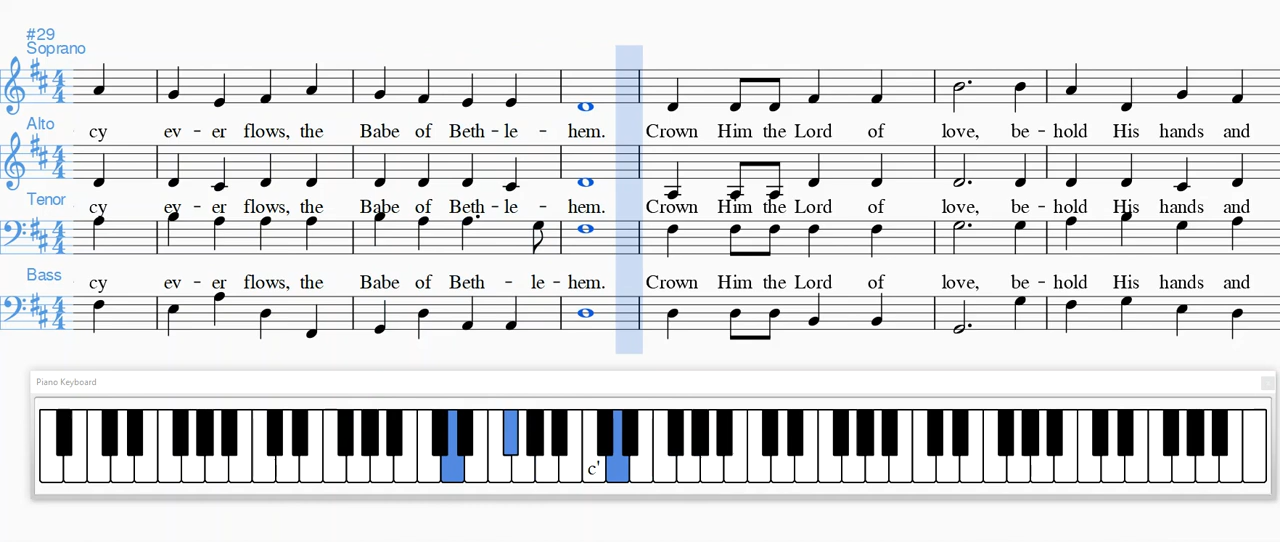 #29
Soprano
cy ev - er flows, the Babe of Beth - le - hem. Crown Him the Lord of love, be - hold His hands and
Alto
cy ev - er flows, the Babe of Beth - le - hem. Crown Him the Lord of love, be - hold His hands and
Tenor
cy ev - er flows, the Babe of Beth - le - hem. Crown Him the Lord of love, be - hold His hands and
Bass
Piano Keyboard
c'